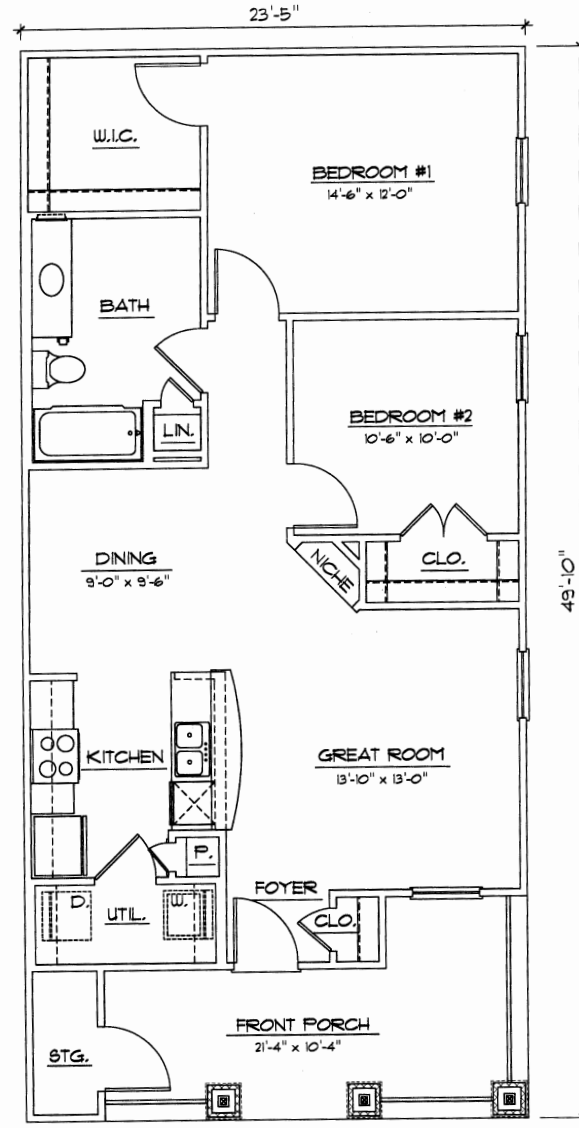 23'-5"
W.I.C.
BEDROOM #1
14'-6" x 12'-0"
BATH
LIN.
BEDROOM #2
10'-6" x 10'-0"
CLO.
NICHE
DINING
9'-0" x 9'-6"
49'-10"
KITCHEN
GREAT ROOM
13'-10" x 13'-0"
P.
FOYER
D.
W.
UTIL.
CLO.
FRONT PORCH
21'-4" x 10'-4"
STG.